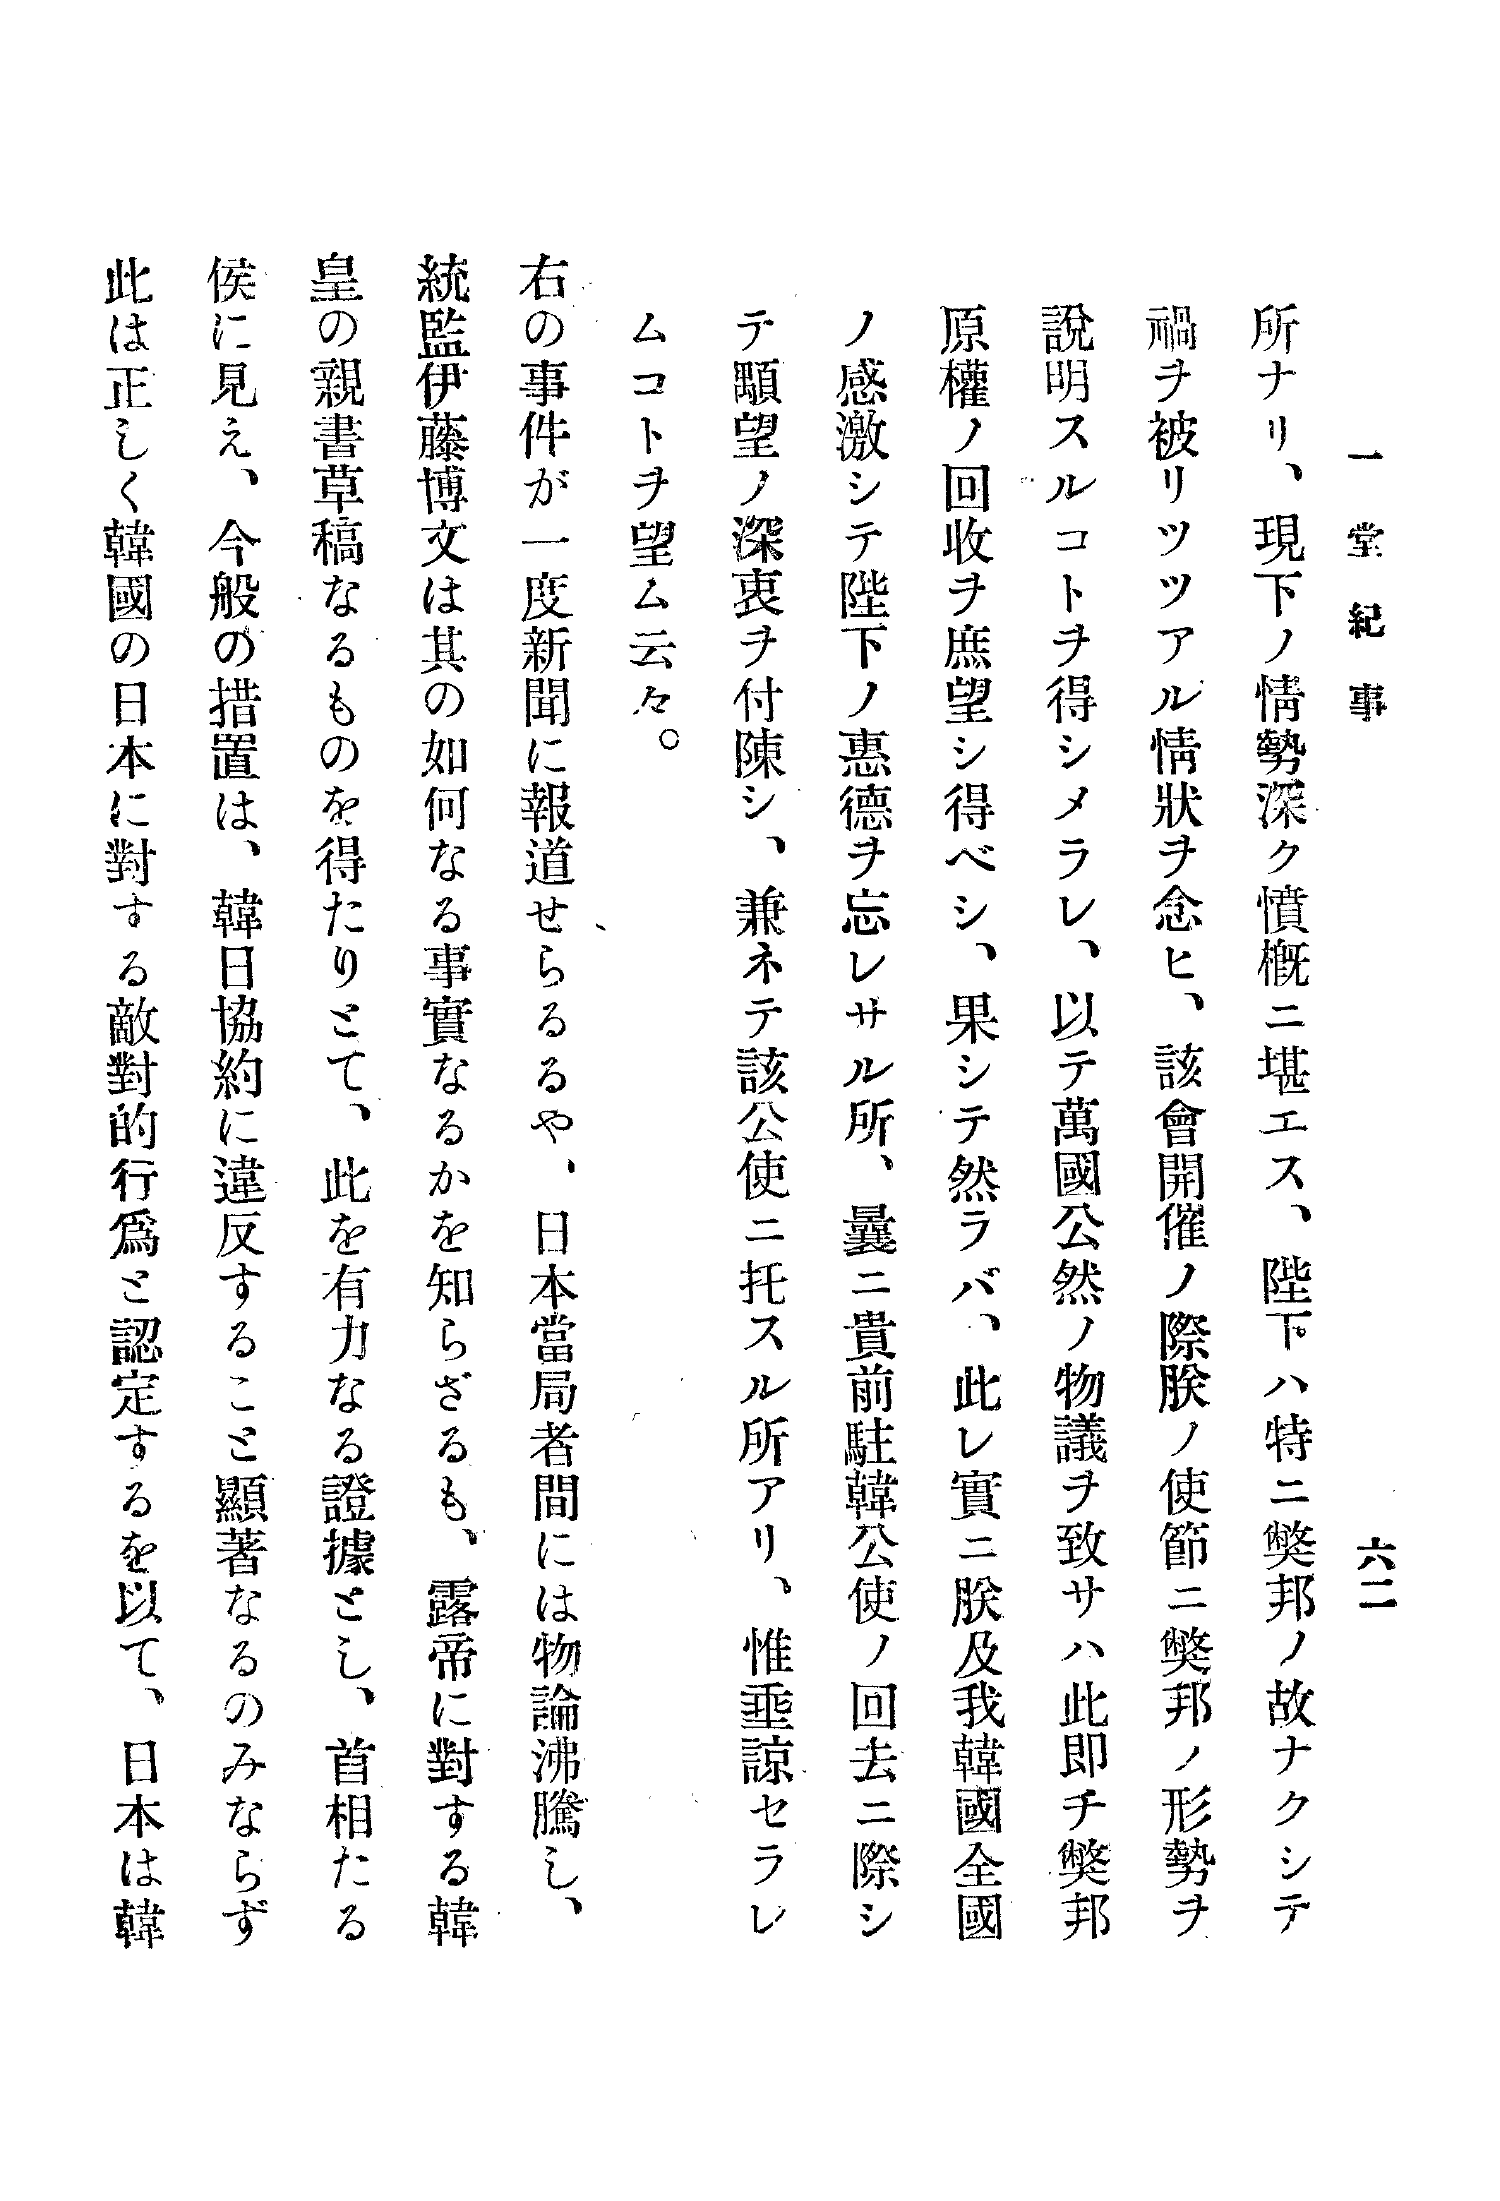 一堂紀事　六二
所ナリ、現下ノ情勢深ク憤槪ニ堪エス、陛下ハ特ニ獘邦ノ故ナクシテ
禍ヲ被リツツアル情狀ヲ念ヒ、該會開催ノ際朕ノ使節ニ獘邦ノ形勢ヲ
說明スルコトヲ得シメラレ、以テ萬國公然ノ物議ヲ致サハ此即チ獘邦
原權ノ回收ヲ庶望シ得ベシ、果シテ然ラバ、此レ實ニ朕及我韓國全國
ノ感激シテ陛下ノ惠德ヲ忘レサル所、曩ニ貴前駐韓公使ノ回去ニ際シ
テ顒望ノ深衷ヲ付陳シ、兼ネテ該公使ニ托スル所アリ、惟垂諒セラレ
ムコトヲ望ム云々。
右の事件が一度新聞に報道せらるるや、日本當局者間には物論沸騰し、
統監伊藤博文は其の如何なる事實なるかを知らざるも、露帝に對する韓
皇の親書草稿なるものを得たりとて、此を有力なる證據とし、首相たる
侯に見え、今般の措置は、韓日協約に違反すること顯著なるのみならず
此は正しく韓國の日本に對する敵對的行爲と認定するを以て、日本は韓